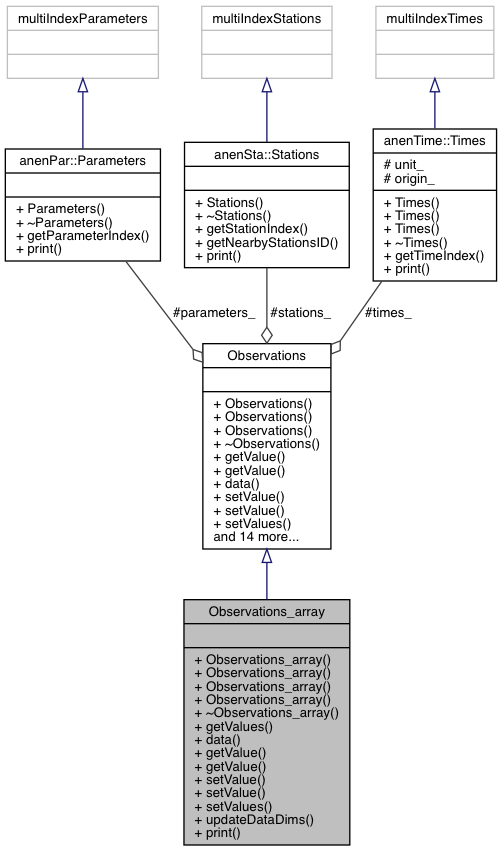 multiIndexParameters
multiIndexStations
multiIndexTimes
anenPar::Parameters
+ Parameters()
+ ~Parameters()
+ getParameterIndex()
+ print()
anenSta::Stations
+ Stations()
+ ~Stations()
+ getStationIndex()
+ getNearbyStationsID()
+ print()
anenTime::Times
# unit_
# origin_
+ Times()
+ Times()
+ Times()
+ ~Times()
+ getTimeIndex()
+ print()
#parameters_
#stations_
#times_
Observations
+ Observations()
+ Observations()
+ Observations()
+ ~Observations()
+ getValue()
+ getValue()
+ data()
+ setValue()
+ setValue()
+ setValues()
and 14 more...
Observations_array
+ Observations_array()
+ Observations_array()
+ Observations_array()
+ Observations_array()
+ ~Observations_array()
+ getValues()
+ data()
+ getValue()
+ getValue()
+ setValue()
+ setValue()
+ setValues()
+ updateDataDims()
+ print()